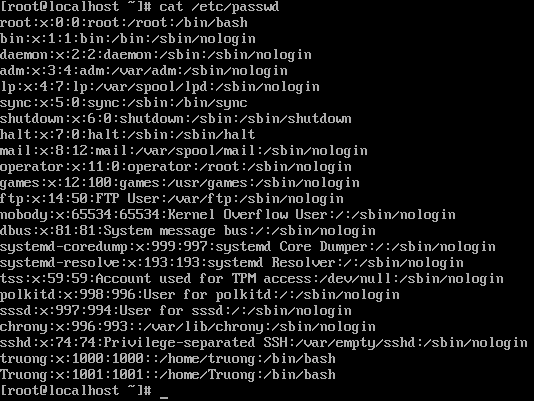 [root@localhost ~]# cat /etc/passwd
root:x:0:0:root:/root:/bin/bash
bin:x:1:1:bin:/bin:/sbin/nologin
daemon:x:2:2:daemon:/sbin:/sbin/nologin
adm:x:3:4:adm:/var/adm:/sbin/nologin
lp:x:4:7:lp:/var/spool/lpd:/sbin/nologin
sync:x:5:0:sync:/sbin:/bin/sync
shutdown:x:6:0:shutdown:/sbin:/sbin/shutdown
halt:x:7:0:halt:/sbin:/sbin/halt
mail:x:8:12:mail:/var/spool/mail:/sbin/nologin
operator:x:11:0:operator:/root:/sbin/nologin
games:x:12:100:games:/usr/games:/sbin/nologin
ftp:x:14:50:FTP User:/var/ftp:/sbin/nologin
nobody:x:65534:65534:Kernel Overflow User:/:/sbin/nologin
dbus:x:81:81:System message bus:/:/sbin/nologin
systemd-coredump:x:999:997:systemd Core Dumper:/:/sbin/nologin
systemd-resolve:x:193:193:systemd Resolver:/:/sbin/nologin
tss:x:59:59:Account used for TPM access:/dev/null:/sbin/nologin
polkitd:x:998:996:User for polkitd:/:/sbin/nologin
sssd:x:997:994:User for sssd:/:/sbin/nologin
chrony:x:996:993::/var/lib/chrony:/sbin/nologin
sshd:x:74:74:Privilege-separated SSH:/var/empty/sshd:/sbin/nologin
truong:x:1000:1000::/home/truong:/bin/bash
Truong:x:1001:1001::/home/Truong:/bin/bash
[root@localhost ~]# _